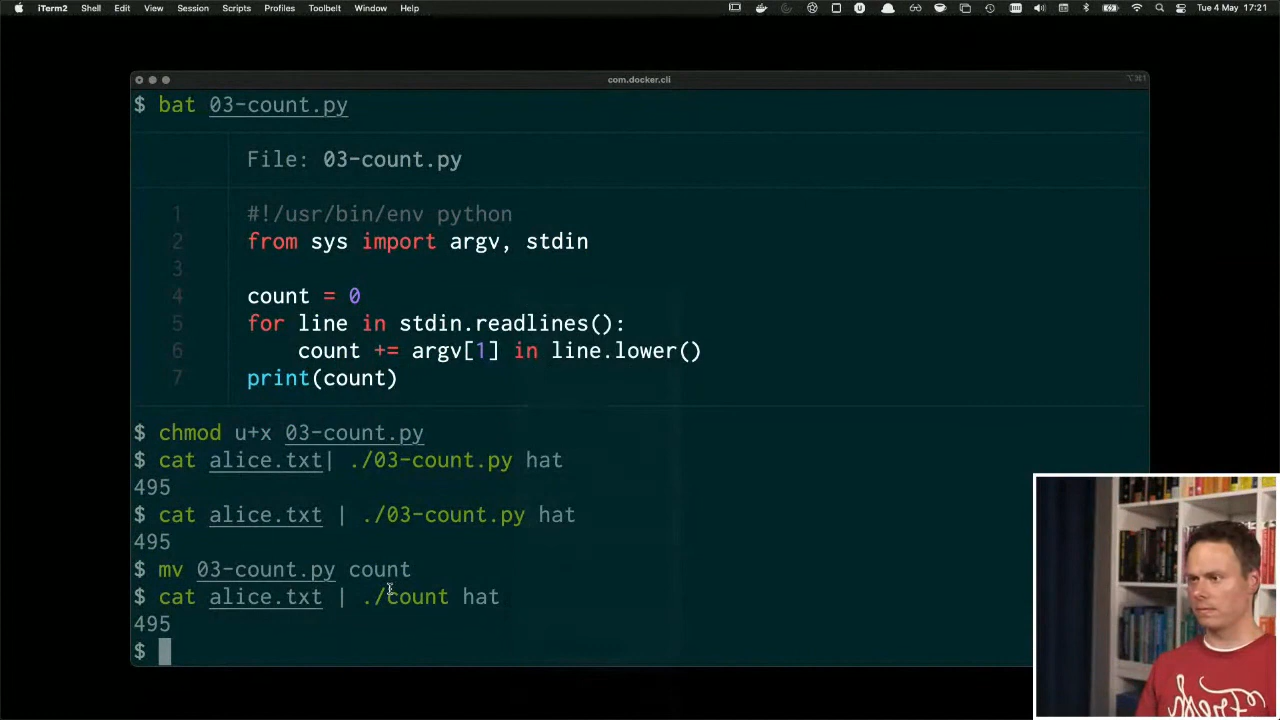 iTerm2 Shell Edit View Session Scripts Profiles Toolbelt Window Help Tue 4 May 17:21
com.docker.cli
$ bat 03-count.py
File: 03-count.py
1 #!/usr/bin/env python
2 from sys import argv, stdin
3
4 count = 0
5 for line in stdin.readlines():
6 count += argv[1] in line.lower()
7 print(count)
$ chmod u+x 03-count.py
$ cat alice.txt| ./03-count.py hat
495
$ cat alice.txt | ./03-count.py hat
495
$ mv 03-count.py count
$ cat alice.txt | ./count hat
495
$
Fresh